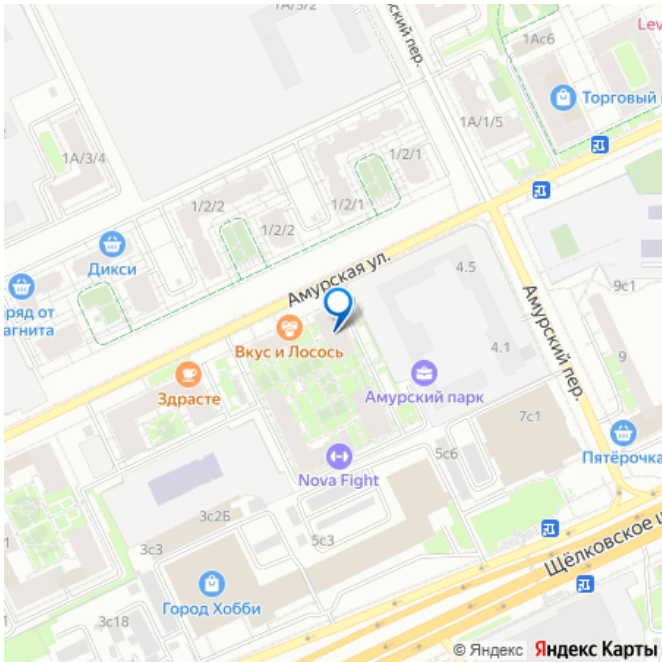 1А/3/2
ский пер.
1Ас6
Lev
Торговый
1А/1/5
1А/3/4
1/2/1
1/2/2
1/2/1
1/2/2
Дикси
Амурская ул.
4.5
9с1
ряд от
агнита
Вкус и Лосось
Амурский пер.
4.1
9
Здрасте
Амурский парк
7с1
5с6
Пятёрочка
Nova Fight
3с2Б
5с3
3с3
1
Щёлковское ш
Город Хобби
3с18
© Яндекс Яндекс Карты